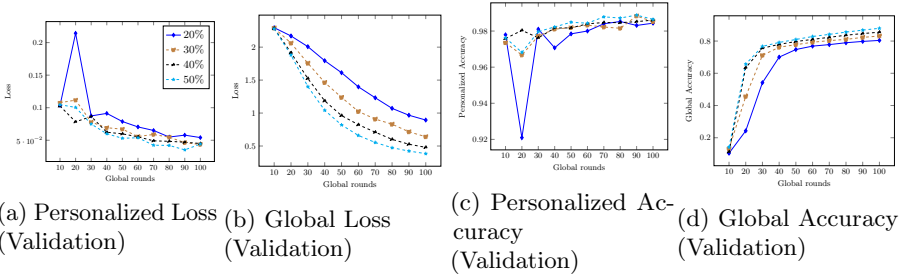 0.2
0.15
0.1
5 · 10⁻²
Loss
20%
30%
40%
50%
10 20 30 40 50 60 70 80 90 100
Global rounds
(a) Personalized Loss
(Validation)
2
1
Loss
10 20 30 40 50 60 70 80 90 100
Global rounds
(b) Global Loss
(Validation)
0.98
0.96
0.94
0.92
Personalized Accuracy
10 20 30 40 50 60 70 80 90 100
Global rounds
(c) Personalized Ac-
curacy
(Validation)
0.8
0.6
0.4
0.2
Global Accuracy
10 20 30 40 50 60 70 80 90 100
Global rounds
(d) Global Accuracy
(Validation)